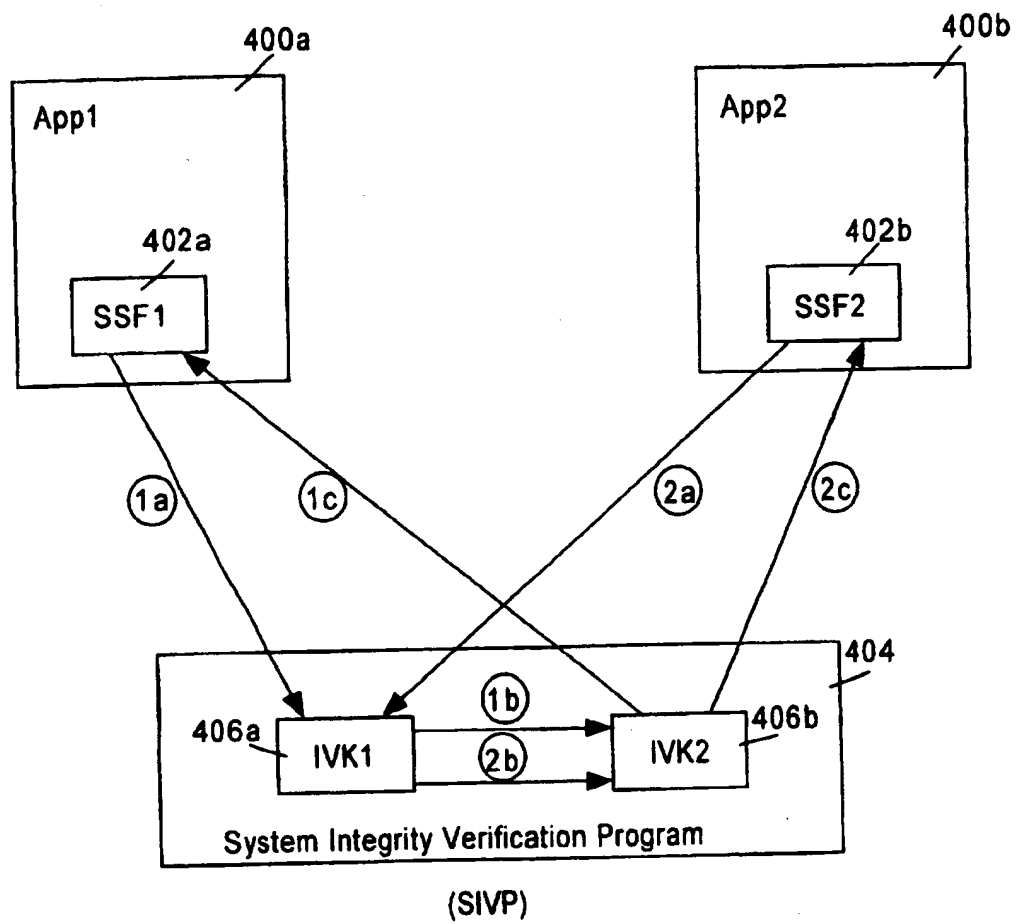 400a
400b
App1
App2
402a
402b
SSF1
SSF2
1a
1c
2a
2c
404
1b
406a
406b
IVK1
IVK2
2b
System Integrity Verification Program
(SIVP)